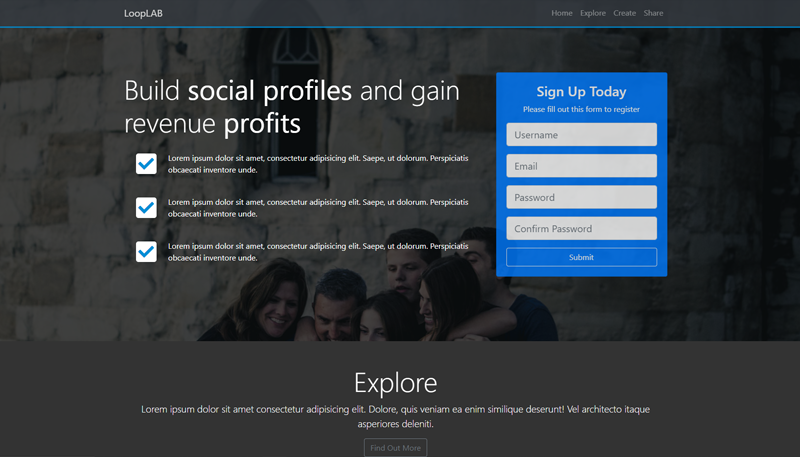 LoopLAB
Home Explore Create Share
Build social profiles and gain
revenue profits
Lorem ipsum dolor sit amet, consectetur adipisicing elit. Saepe, ut dolorum. Perspiciatis
obcaecati inventore unde.
Lorem ipsum dolor sit amet, consectetur adipisicing elit. Saepe, ut dolorum. Perspiciatis
obcaecati inventore unde.
Lorem ipsum dolor sit amet, consectetur adipisicing elit. Saepe, ut dolorum. Perspiciatis
obcaecati inventore unde.
Sign Up Today
Please fill out this form to register
Username
Email
Password
Confirm Password
Submit
Explore
Lorem ipsum dolor sit amet consectetur adipisicing elit. Dolore, quis veniam ea enim similique deserunt! Vel architecto itaque
asperiores deleniti.
Find Out More